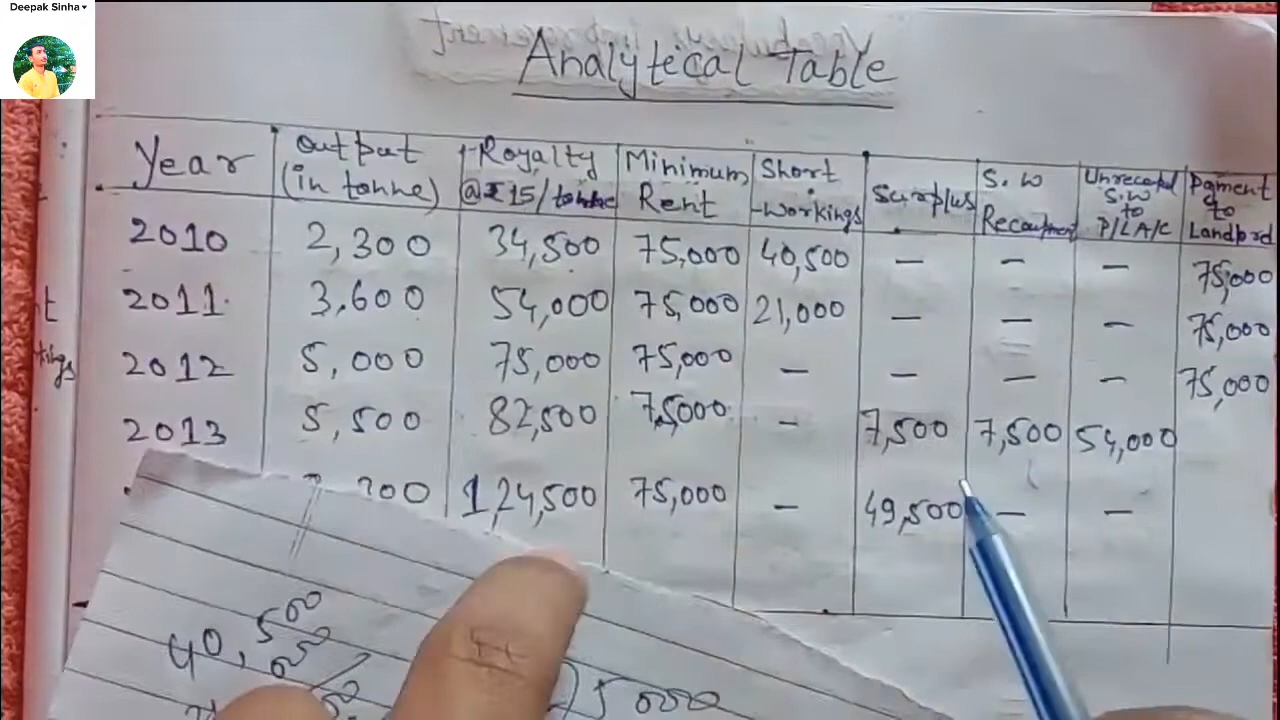 Deepak Sinha
Analytical Table
Year
Output
(in tonne)
Royalty
@₹15/tonne
Minimum
Rent
Short
-workings
Surplus
S.W
Recoupment
S.W
to
P/L A/C
Pament
to
Landlord
2010 2,300 34,500 75,000 40,500 — — — 75,000
2011 3,600 54,000 75,000 21,000 — — — 75,000
2012 5,000 75,000 75,000 — — — — 75,000
2013 5,500 82,500 75,000 — 7,500 7,500 54,000
1,24,500 75,000 — 49,500 — —
40,500
75000